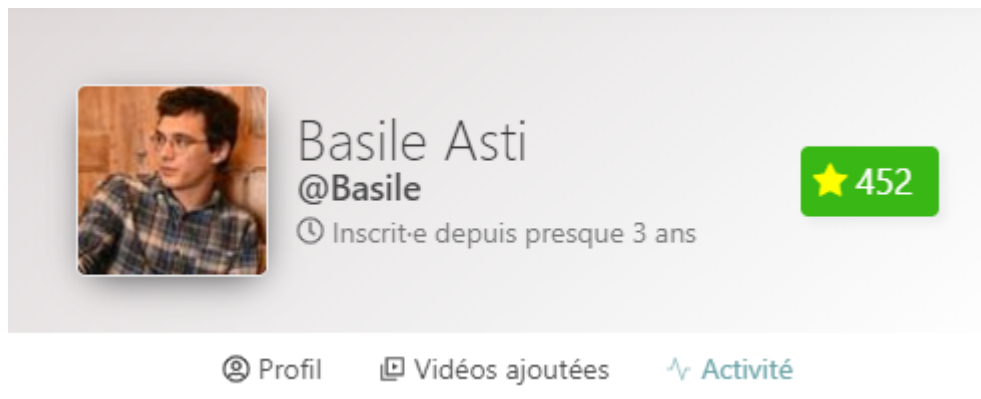 Basile Asti
@Basile
Inscrit·e depuis presque 3 ans
452
Profil
Vidéos ajoutées
Activité